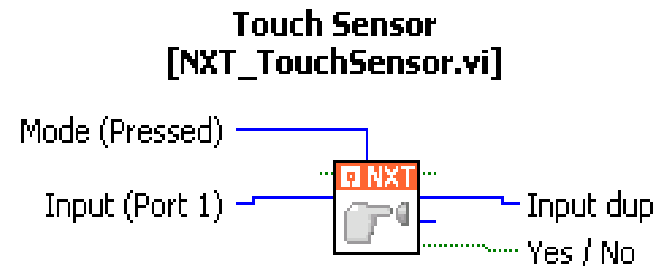 Touch Sensor
[NXT_TouchSensor.vi]
Mode (Pressed)
NXT
Input (Port 1)
Input dup
Yes / No